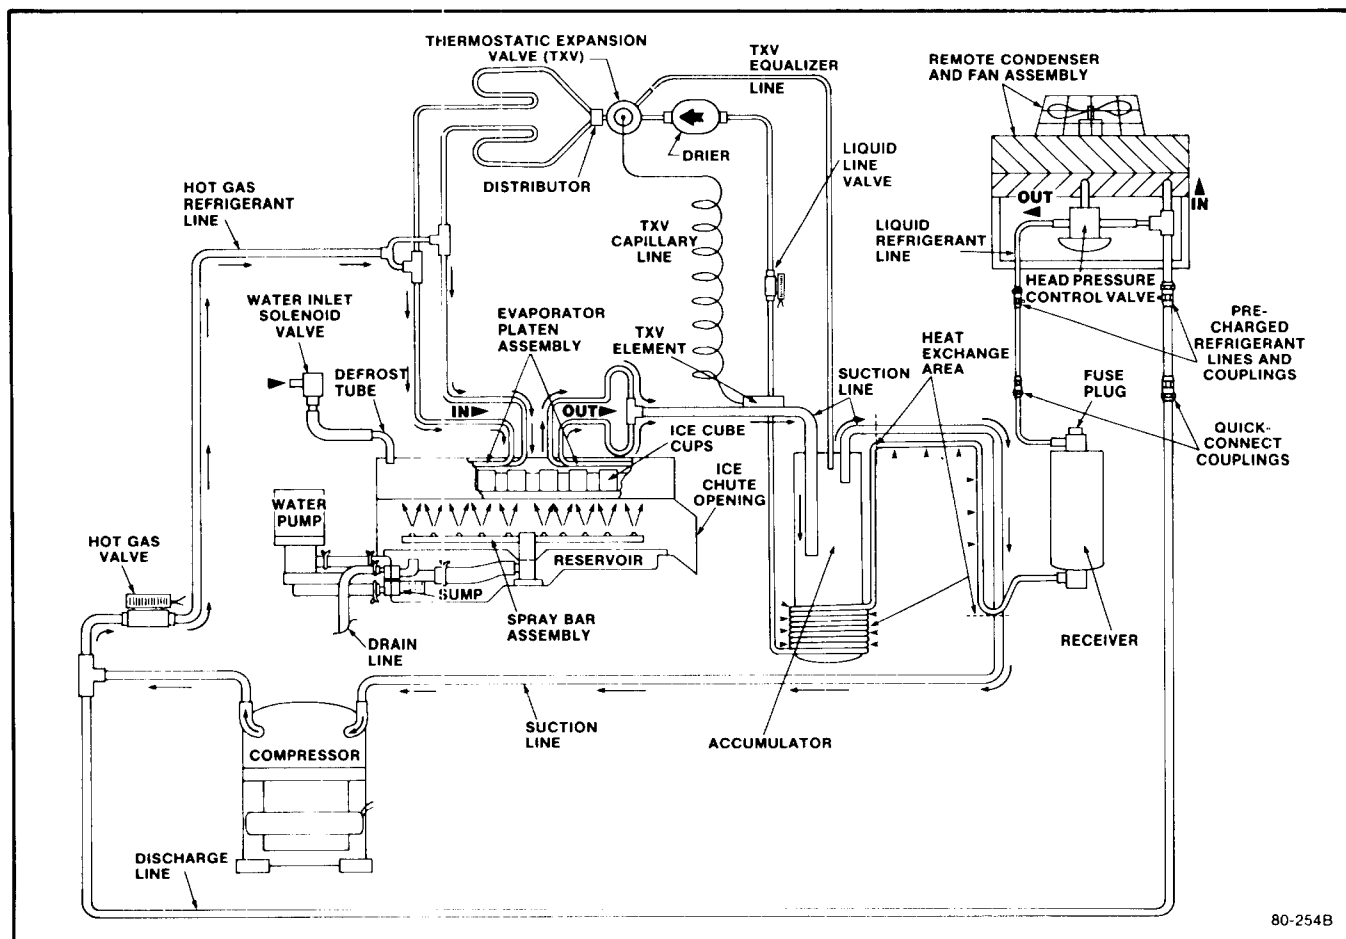 THERMOSTATIC EXPANSION
VALVE (TXV)
TXV
EQUALIZER
LINE
REMOTE CONDENSER
AND FAN ASSEMBLY
DRIER
DISTRIBUTOR
LIQUID
LINE
VALVE
HOT GAS
REFRIGERANT
LINE
OUT
IN
TXV
CAPILLARY
LINE
LIQUID
REFRIGERANT
LINE
HEAD PRESSURE
CONTROL VALVE
WATER INLET
SOLENOID
VALVE
EVAPORATOR
PLATEN
ASSEMBLY
TXV
ELEMENT
HEAT
EXCHANGE
AREA
PRE-
CHARGED
REFRIGERANT
LINES AND
COUPLINGS
DEFROST
TUBE
SUCTION
LINE
FUSE
PLUG
IN
OUT
ICE CUBE
CUPS
QUICK-
CONNECT
COUPLINGS
ICE
CHUTE
OPENING
WATER
PUMP
HOT GAS
VALVE
RESERVOIR
SUMP
SPRAY BAR
ASSEMBLY
DRAIN
LINE
RECEIVER
SUCTION
LINE
ACCUMULATOR
COMPRESSOR
DISCHARGE
LINE
80-254B